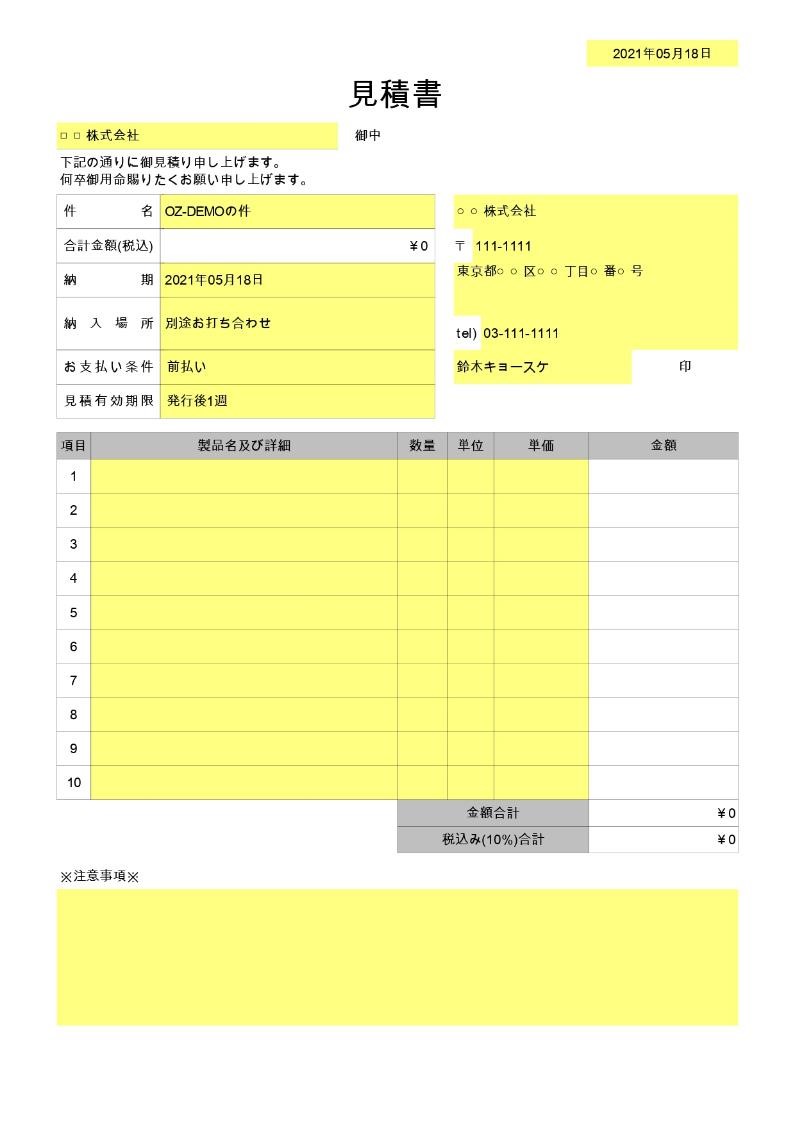 2021年05月18日
見積書
□ □ 株式会社 御中
下記の通りに御見積り申し上げます。
何卒御用命賜りたくお願い申し上げます。
件名 OZ-DEMOの件
合計金額(税込) ¥0
納期 2021年05月18日
納入場所 別途お打ち合わせ
お支払い条件 前払い
見積有効期限 発行後1週
○ ○ 株式会社
〒 111-1111
東京都○ ○ 区○ ○ 丁目○ 番○ 号
tel) 03-111-1111
鈴木キョースケ 印
項目 製品名及び詳細 数量 単位 単価 金額
1
2
3
4
5
6
7
8
9
10
金額合計 ¥0
税込み(10%)合計 ¥0
※注意事項※